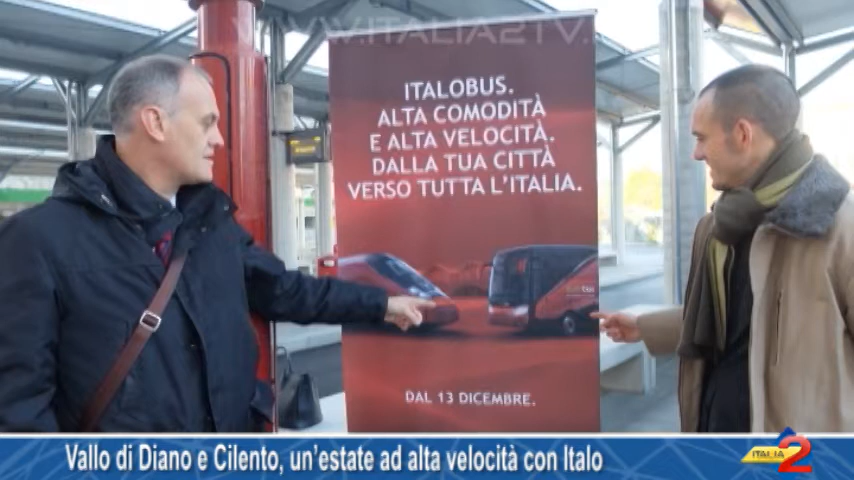 WWW.ITALIA2TV.
ITALOBUS.
ALTA COMODITÀ
E ALTA VELOCITÀ.
DALLA TUA CITTÀ
VERSO TUTTA L'ITALIA.
DAL 13 DICEMBRE.
Vallo di Diano e Cilento, un'estate ad alta velocità con Italo
ITALIA 2